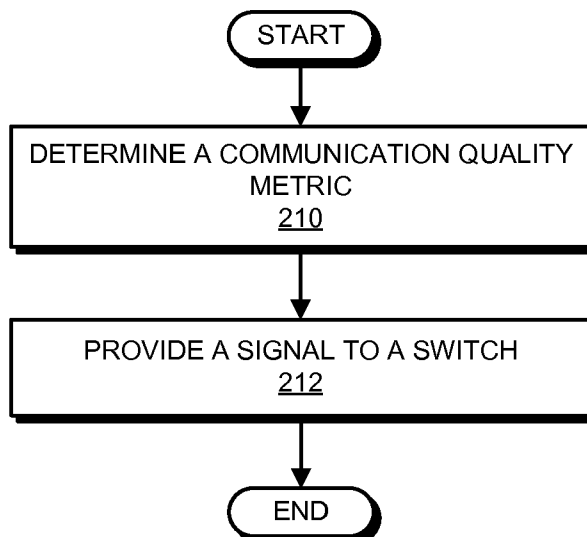 START
DETERMINE A COMMUNICATION QUALITY
METRIC
210
PROVIDE A SIGNAL TO A SWITCH
212
END